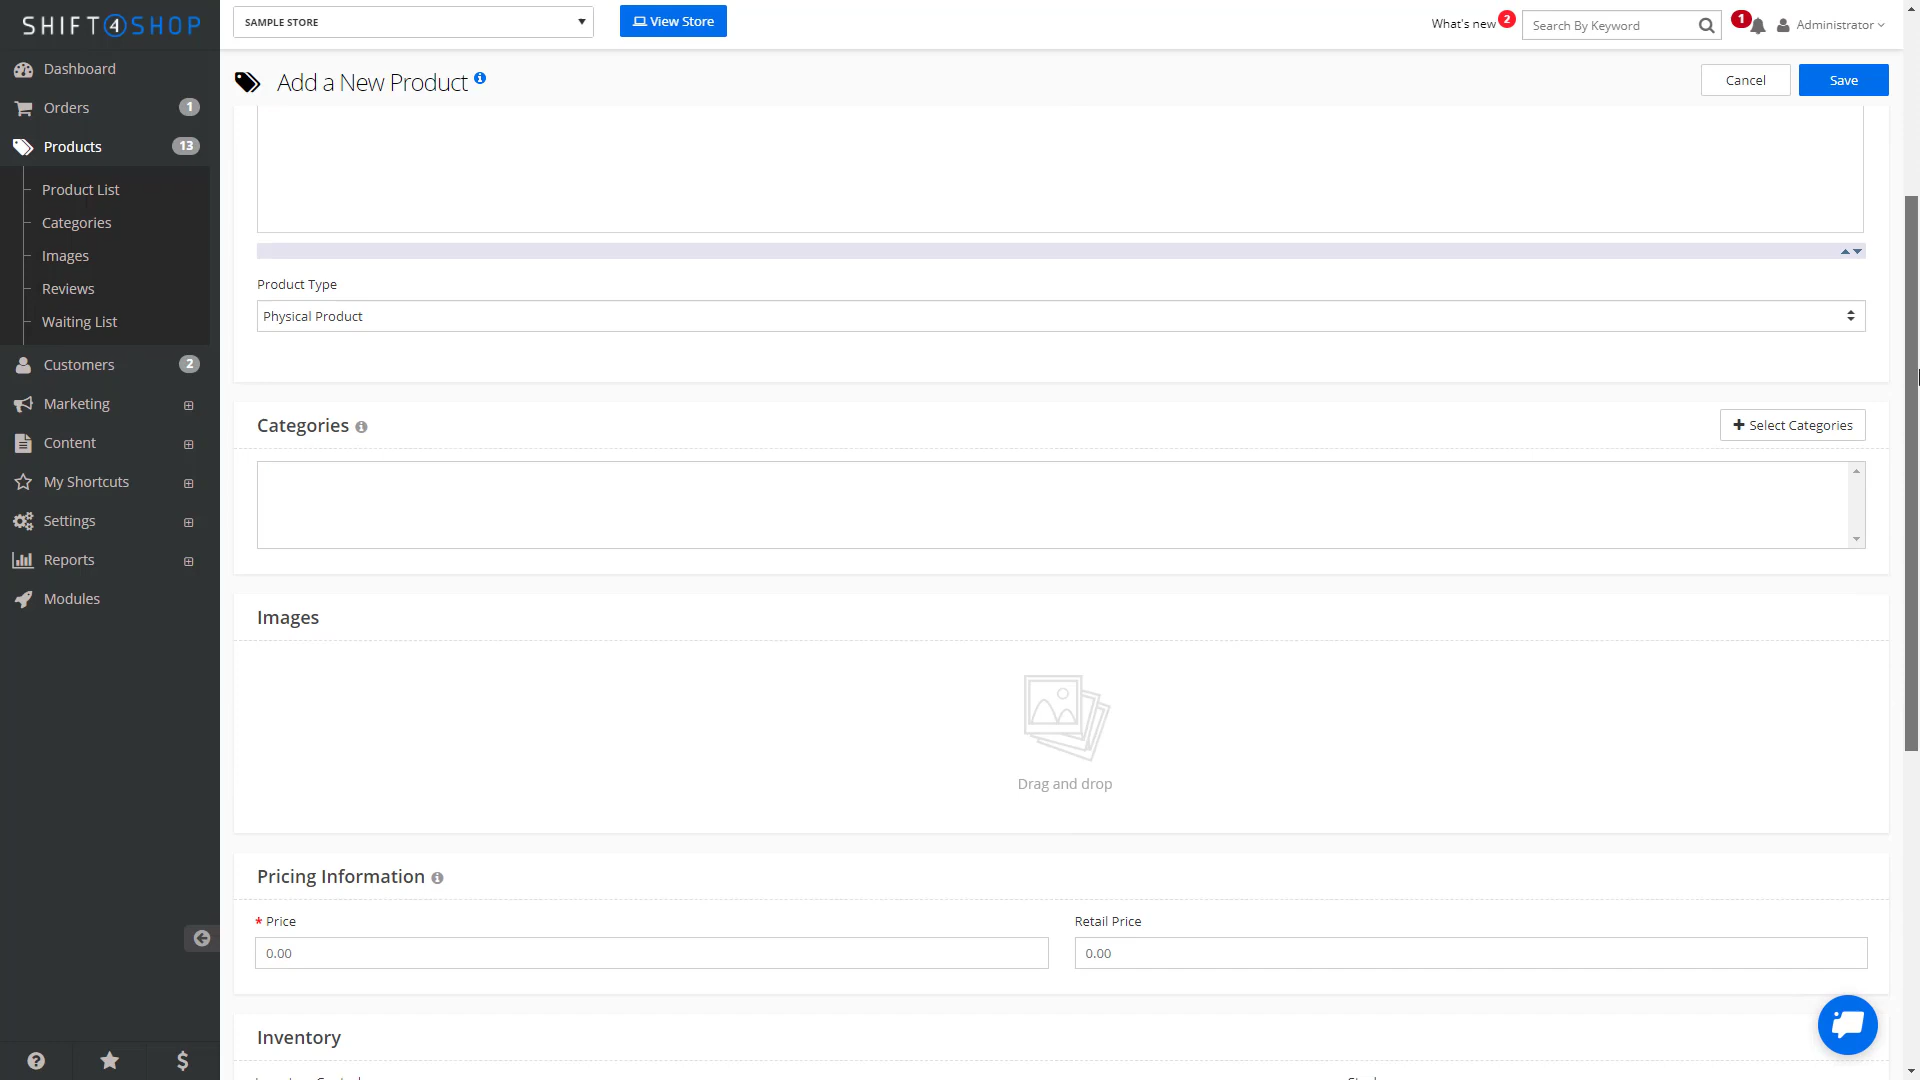 SHIFT4SHOP
SAMPLE STORE
View Store
What's new 2
Search By Keyword
1
Administrator
Dashboard
Orders 1
Products 13
Product List
Categories
Images
Reviews
Waiting List
Customers 2
Marketing
Content
My Shortcuts
Settings
Reports
Modules
Add a New Product
Cancel
Save
Product Type
Physical Product
Categories
Select Categories
Images
Drag and drop
Pricing Information
* Price
Retail Price
0.00
0.00
Inventory